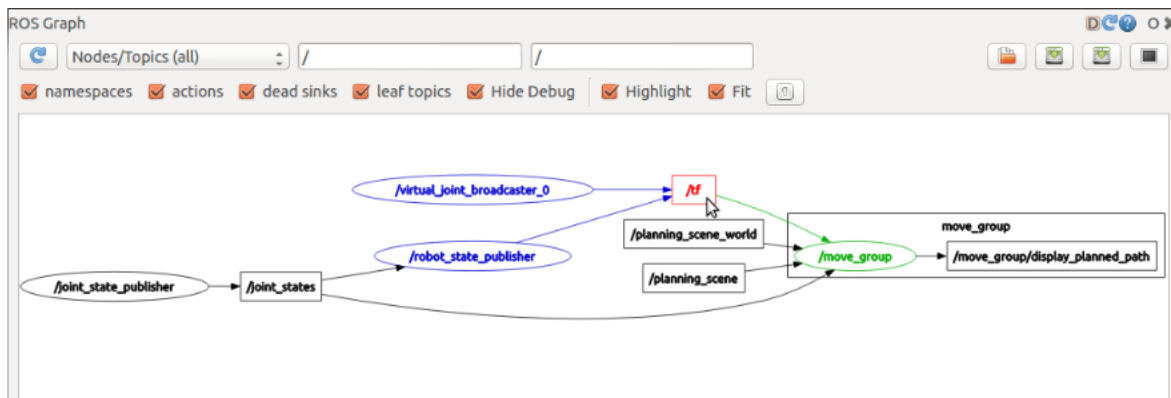 ROS Graph
D C ? O x
Nodes/Topics (all) / /
namespaces actions dead sinks leaf topics Hide Debug Highlight Fit
/virtual_joint_broadcaster_0
/tf
/planning_scene_world
move_group
/robot_state_publisher
/move_group
/move_group/display_planned_path
/planning_scene
/joint_state_publisher
/joint_states